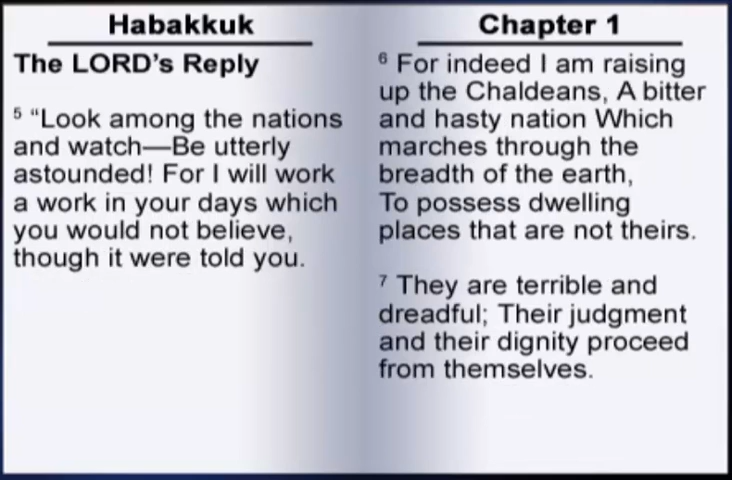 Habakkuk
The LORD's Reply
⁵ “Look among the nations
and watch—Be utterly
astounded! For I will work
a work in your days which
you would not believe,
though it were told you.
Chapter 1
⁶ For indeed I am raising
up the Chaldeans, A bitter
and hasty nation Which
marches through the
breadth of the earth,
To possess dwelling
places that are not theirs.
⁷ They are terrible and
dreadful; Their judgment
and their dignity proceed
from themselves.